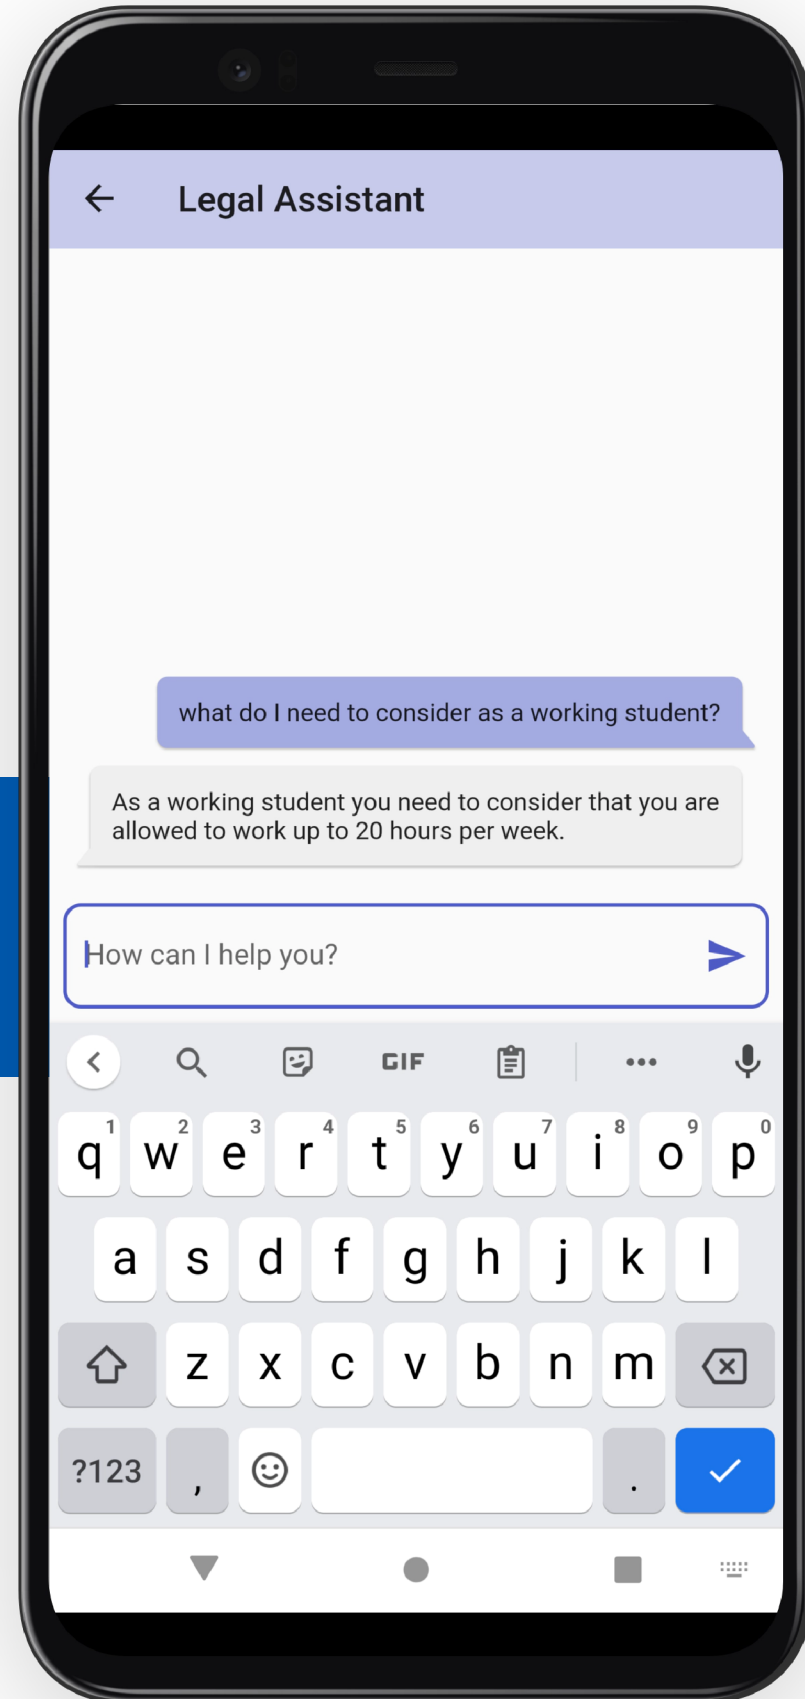 Legal Assistant
what do I need to consider as a working student?
As a working student you need to consider that you are
allowed to work up to 20 hours per week.
How can I help you?
GIF
1 2 3 4 5 6 7 8 9 0
q w e r t y u i o p
a s d f g h j k l
z x c v b n m
?123 , .